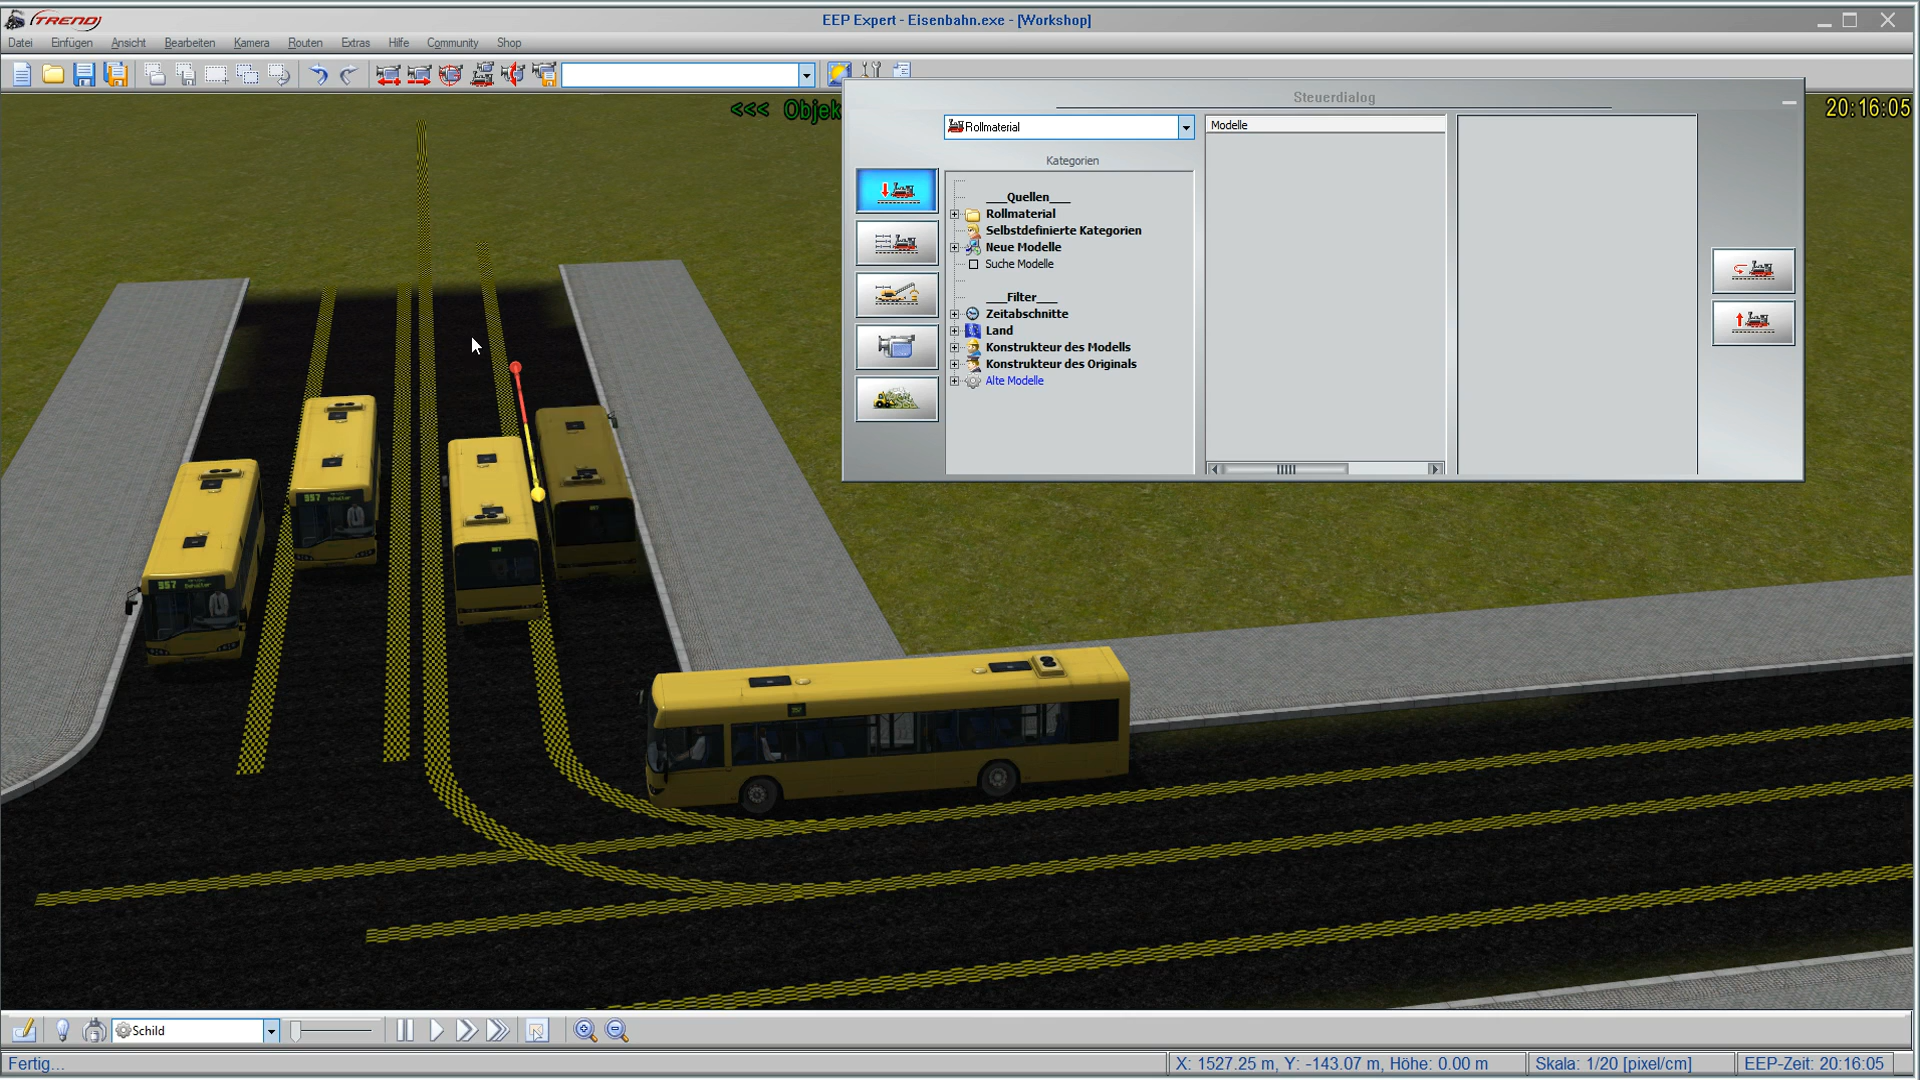 TREND
EEP Expert - Eisenbahn.exe - [Workshop]
Datei Einfügen Ansicht Bearbeiten Kamera Routen Extras Hilfe Community Shop
<<< Objek
20:16:05
Steuerdialog
Rollmaterial
Modelle
Kategorien
___Quellen___
Rollmaterial
Selbstdefinierte Kategorien
Neue Modelle
Suche Modelle
___Filter___
Zeitabschnitte
Land
Konstrukteur des Modells
Konstrukteur des Originals
Alte Modelle
957
957
Schild
Fertig...
X: 1527.25 m, Y: -143.07 m, Höhe: 0.00 m
Skala: 1/20 [pixel/cm]
EEP-Zeit: 20:16:05